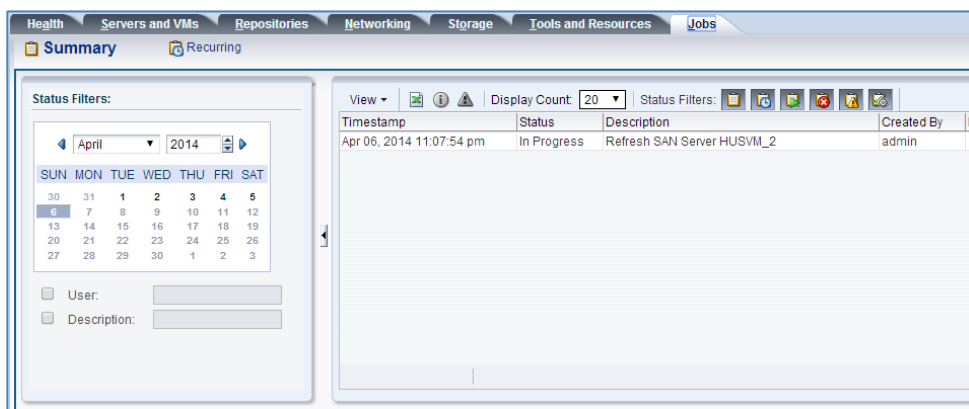 Health Servers and VMs Repositories Networking Storage Tools and Resources Jobs
Summary Recurring
Status Filters:
April 2014
SUN MON TUE WED THU FRI SAT
30 31 1 2 3 4 5
6 7 8 9 10 11 12
13 14 15 16 17 18 19
20 21 22 23 24 25 26
27 28 29 30 1 2 3
User:
Description:
View Display Count: 20 Status Filters:
Timestamp Status Description Created By
Apr 06, 2014 11:07:54 pm In Progress Refresh SAN Server HUSVM_2 admin